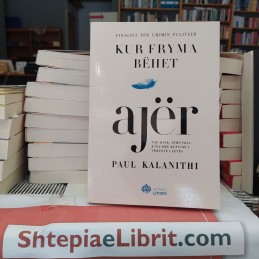 FINALIST PËR ÇMIMIN PULITZER
KUR FRYMA
BËHET
ajër
PAUL KALANITHI
ShtepiaeLibrit.com